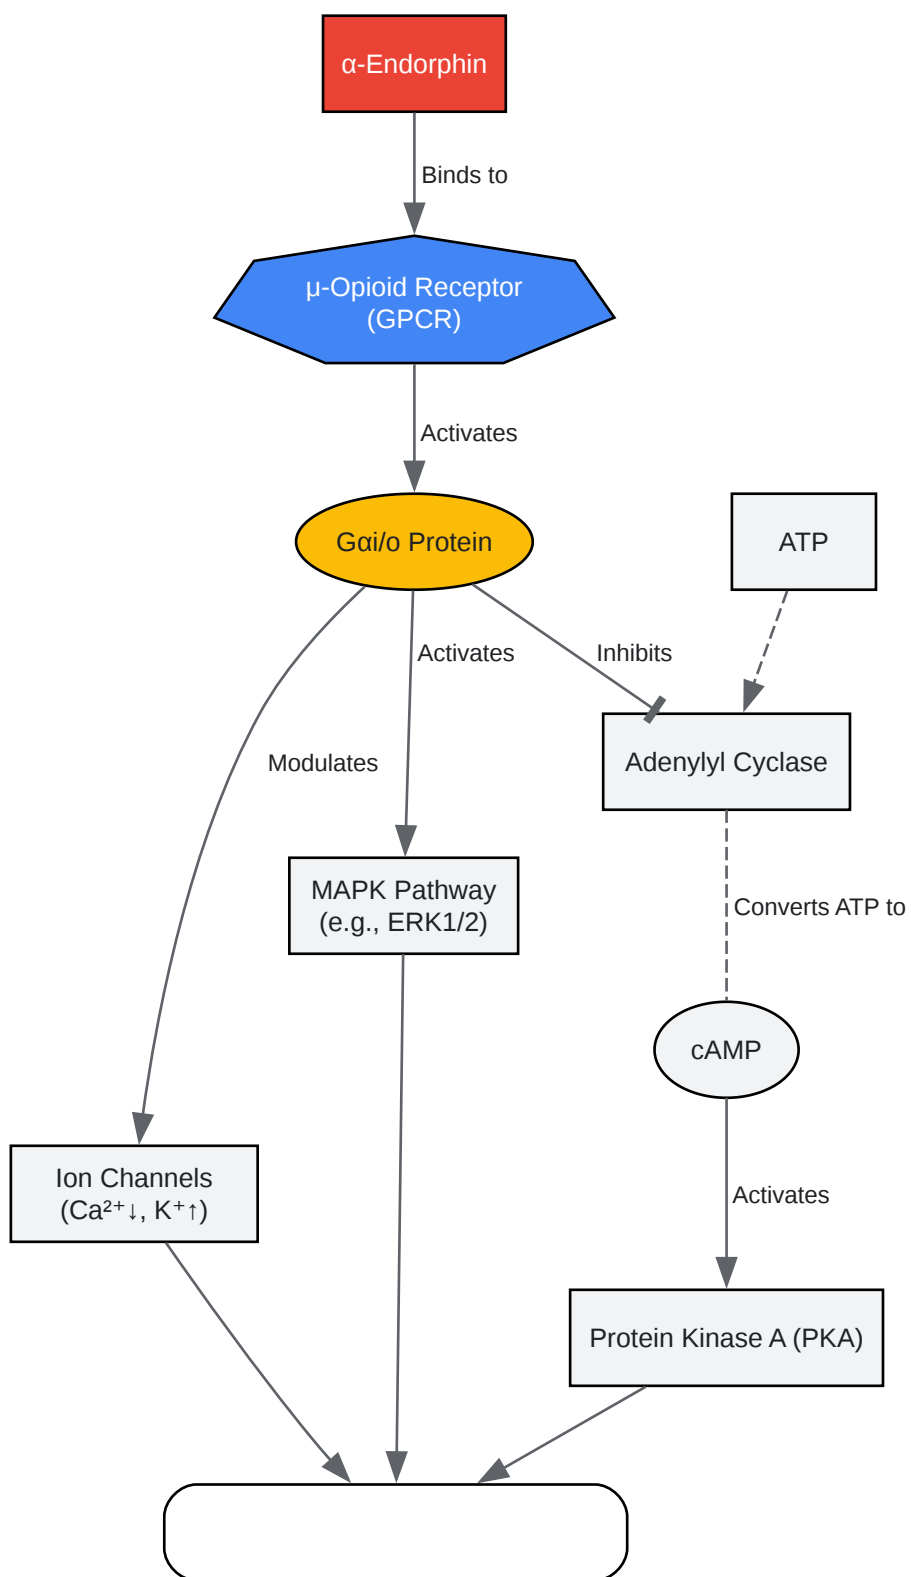 α-Endorphin
Binds to
μ-Opioid Receptor
(GPCR)
Activates
Gαi/o Protein
ATP
Activates
Inhibits
Modulates
Adenylyl Cyclase
MAPK Pathway
(e.g., ERK1/2)
Converts ATP to
cAMP
Ion Channels
(Ca²⁺↓, K⁺↑)
Activates
Protein Kinase A (PKA)